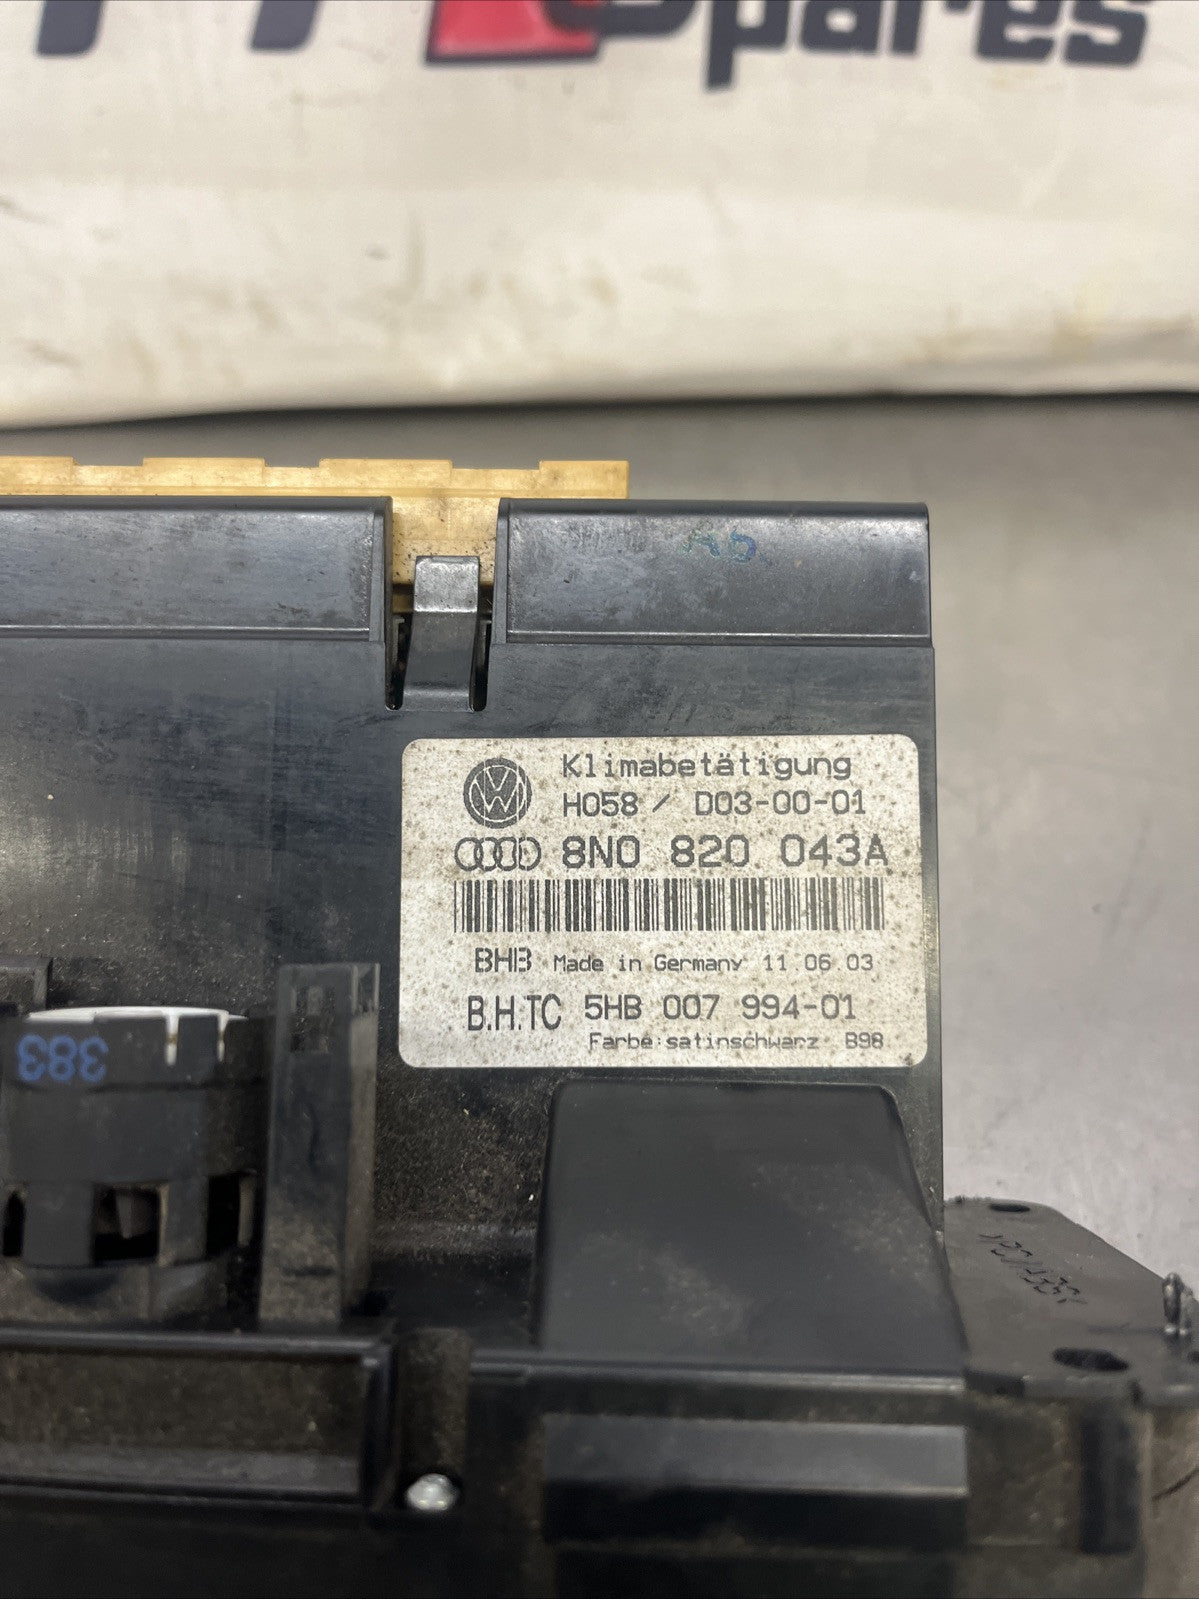 Spares
A5
Klimabetätigung
H058 / D03-00-01
8N0 820 043A
BHB Made in Germany 11.06.03
B.H.TC 5HB 007 994-01
Farbe:satinschwarz B98
383